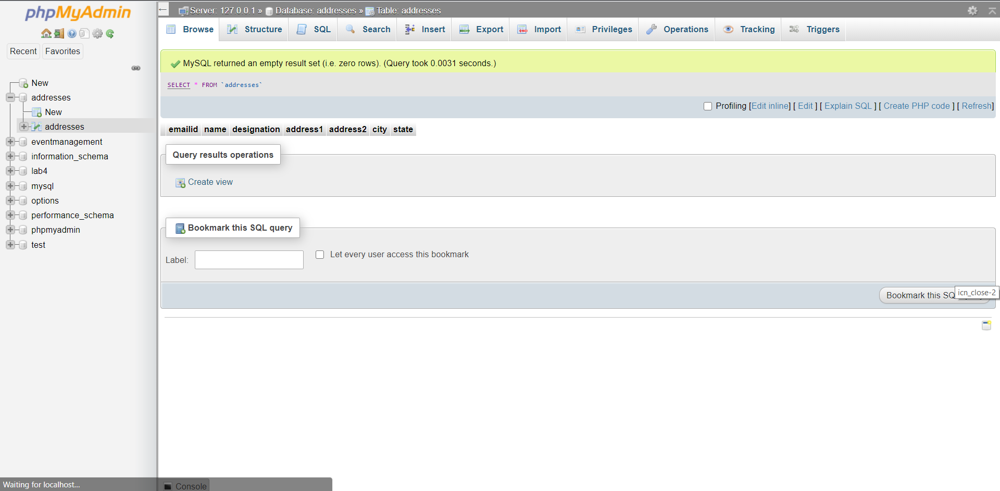 phpMyAdmin
Recent Favorites
New
addresses
New
addresses
eventmanagement
information_schema
lab4
mysql
options
performance_schema
phpmyadmin
test
Waiting for localhost...
Server: 127.0.0.1 » Database: addresses » Table: addresses
Browse Structure SQL Search Insert Export Import Privileges Operations Tracking Triggers
MySQL returned an empty result set (i.e. zero rows). (Query took 0.0031 seconds.)
SELECT * FROM `addresses`
Profiling [Edit inline] [ Edit ] [ Explain SQL ] [ Create PHP code ] [ Refresh]
emailid name designation address1 address2 city state
Query results operations
Create view
Bookmark this SQL query
Label:
Let every user access this bookmark
Bookmark this SQ
icn_close-2
Console